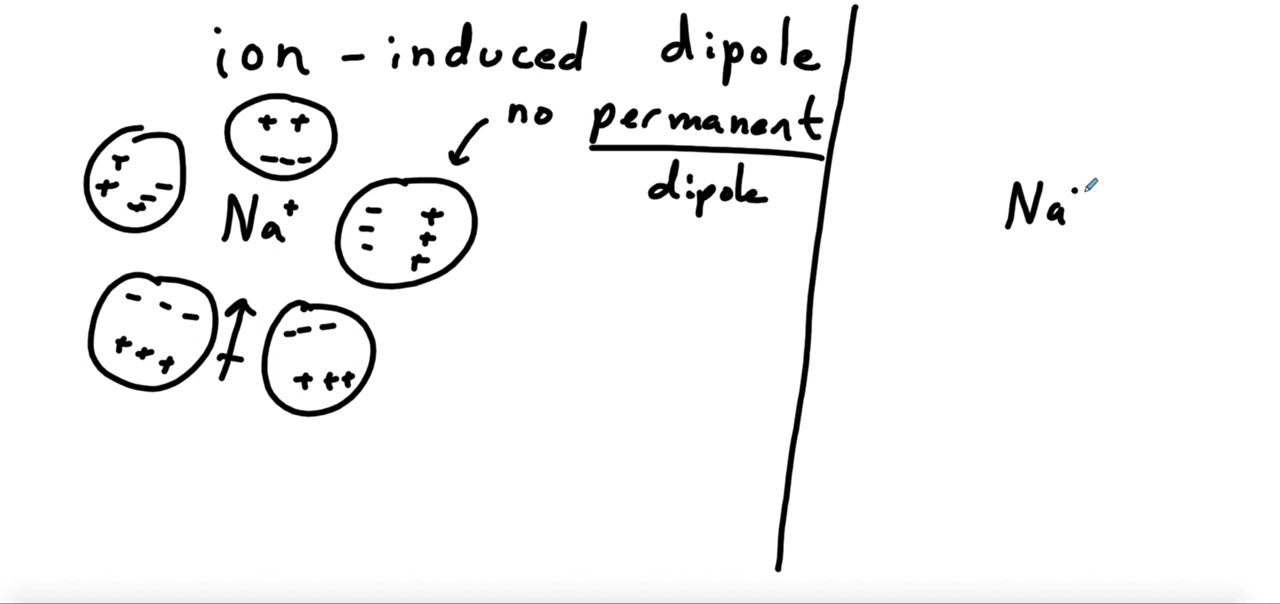 ion - induced dipole
no permanent
dipole
+ +
- - -
+
+ -
- -
Na⁺
- +
- +
- +
- - -
+ + +
- - -
+ + +
Na